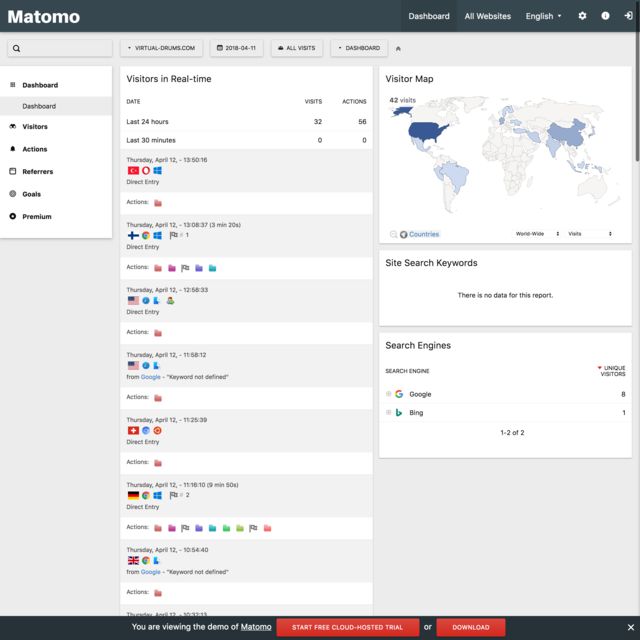 Matomo
Dashboard
All Websites
English
VIRTUAL-DRUMS.COM
2018-04-11
ALL VISITS
DASHBOARD
Dashboard
Dashboard
Visitors
Actions
Referrers
Goals
Premium
Visitors in Real-time
DATE VISITS ACTIONS
Last 24 hours 32 56
Last 30 minutes 0 0
Thursday, April 12, - 13:50:16
Direct Entry
Actions:
Thursday, April 12, - 13:08:37 (3 min 20s)
1
Direct Entry
Actions:
Thursday, April 12, - 12:58:33
Direct Entry
Actions:
Thursday, April 12, - 11:58:12
from Google - "Keyword not defined"
Actions:
Thursday, April 12, - 11:25:39
Direct Entry
Actions:
Thursday, April 12, - 11:16:10 (9 min 50s)
2
Direct Entry
Actions:
Thursday, April 12, - 10:54:40
from Google - "Keyword not defined"
Actions:
Thursday, April 12, - 10:32:13
Visitor Map
42 visits
Countries
World-Wide
Visits
Site Search Keywords
There is no data for this report.
Search Engines
SEARCH ENGINE UNIQUE
VISITORS
Google 8
Bing 1
1-2 of 2
You are viewing the demo of Matomo START FREE CLOUD-HOSTED TRIAL or DOWNLOAD